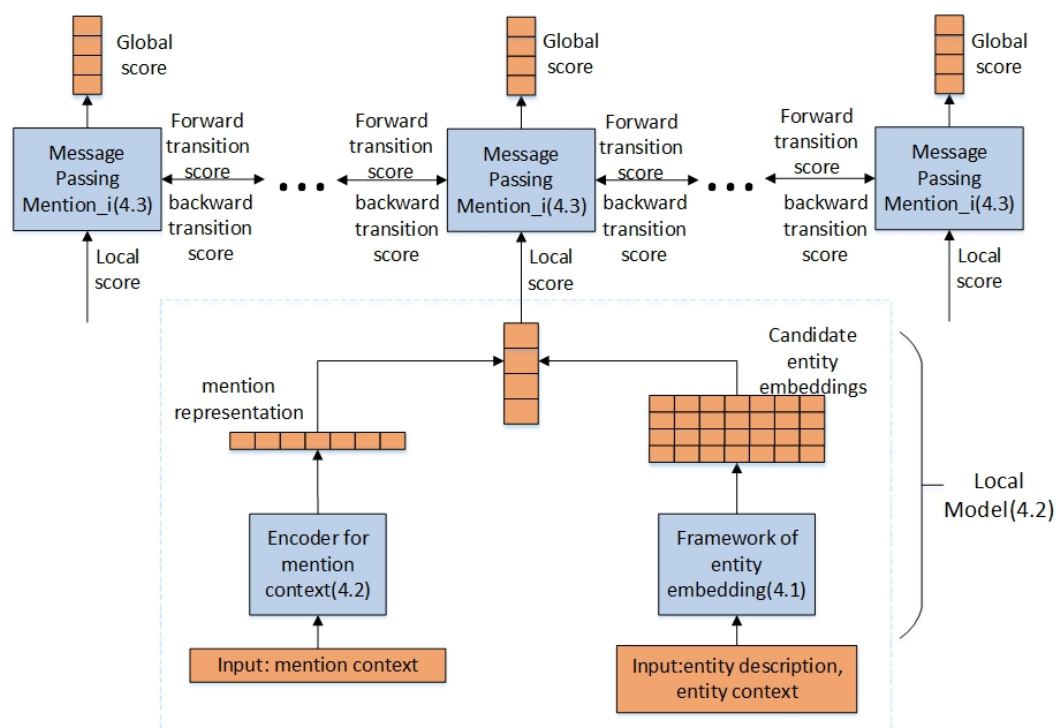 Global
score
Global
score
Global
score
Message
Passing
Mention_i(4.3)
Forward
transition
score
backward
transition
score
...
Forward
transition
score
backward
transition
score
Message
Passing
Mention_i(4.3)
Forward
transition
score
backward
transition
score
...
Forward
transition
score
backward
transition
score
Message
Passing
Mention_i(4.3)
Local
score
Local
score
Local
score
mention
representation
Candidate
entity
embeddings
Encoder for
mention
context(4.2)
Framework of
entity
embedding(4.1)
Local
Model(4.2)
Input: mention context
Input:entity description,
entity context